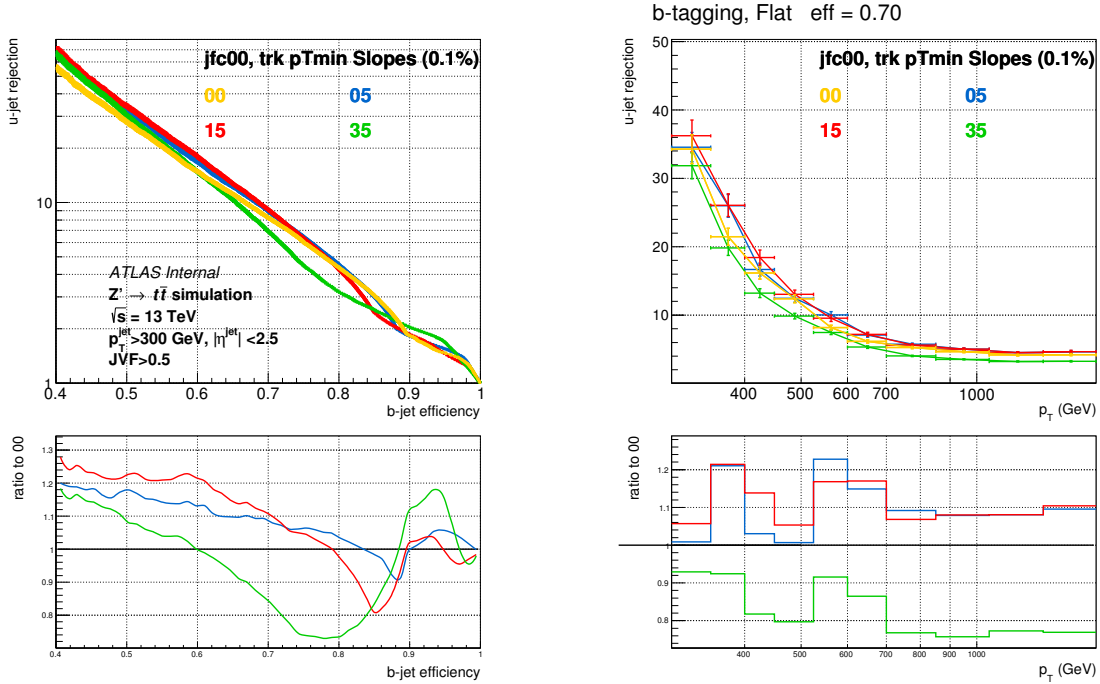 b-tagging, Flat eff = 0.70
u-jet rejection
jfc00, trk pTmin Slopes (0.1%)
00 05
15 35
10
1
ATLAS Internal
Z' → tt̄ simulation
√s = 13 TeV
p_T^jet>300 GeV, |η^jet| <2.5
JVF>0.5
0.4 0.5 0.6 0.7 0.8 0.9 1
b-jet efficiency
u-jet rejection
50
40
30
20
10
jfc00, trk pTmin Slopes (0.1%)
00 05
15 35
400 500 600 700 1000
p_T (GeV)
ratio to 00
1.3
1.2
1.1
1
0.9
0.8
0.4 0.5 0.6 0.7 0.8 0.9 1
b-jet efficiency
ratio to 00
1.2
1.1
1
0.9
0.8
400 500 600 700 800 900 1000
p_T (GeV)